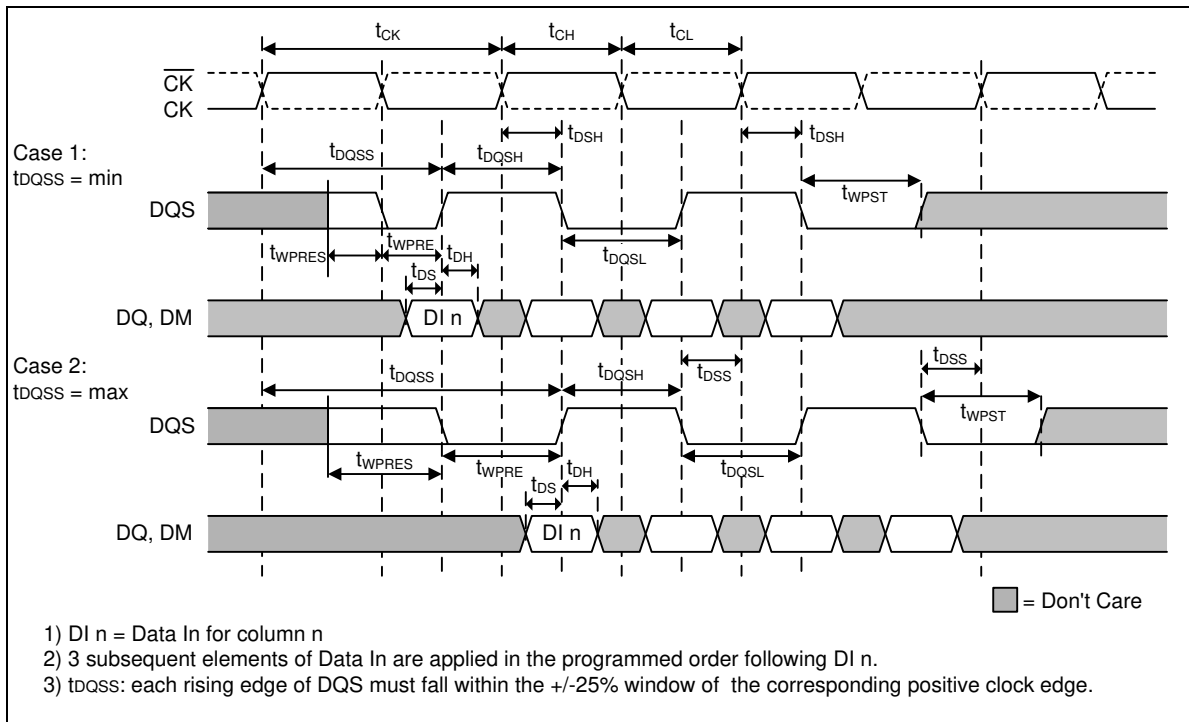 tCK tCH tCL
CK
CK
tDSH tDSH
Case 1:
tDQSS = min
tDQSS tDQSH
tWPST
DQS
tWPRES tWPRE tDH tDQSL
tDS
DQ, DM DI n
Case 2:
tDQSS = max
tDQSS tDQSH tDSS tDSS
tWPST
DQS
tWPRES tWPRE tDH tDQSL
tDS
DQ, DM DI n
= Don't Care
1) DI n = Data In for column n
2) 3 subsequent elements of Data In are applied in the programmed order following DI n.
3) tDQSS: each rising edge of DQS must fall within the +/-25% window of the corresponding positive clock edge.